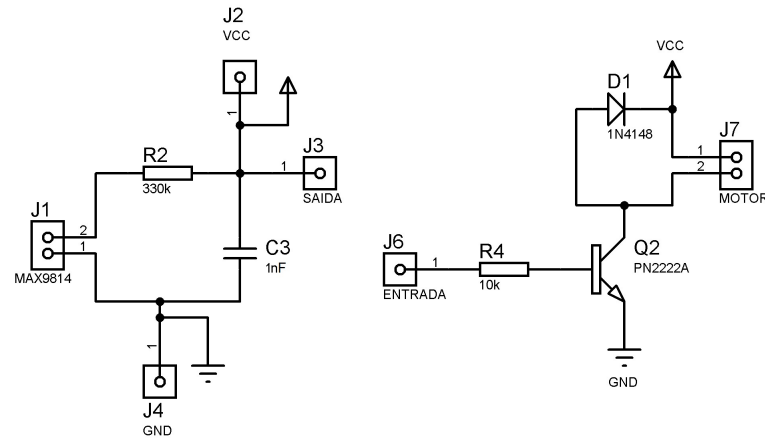 J2
VCC
1
J3
1
SAIDA
R2
330k
J1
2
1
MAX9814
C3
1nF
1
J4
GND
VCC
D1
1N4148
J7
1
2
MOTOR
J6
1
ENTRADA
R4
10k
Q2
PN2222A
GND